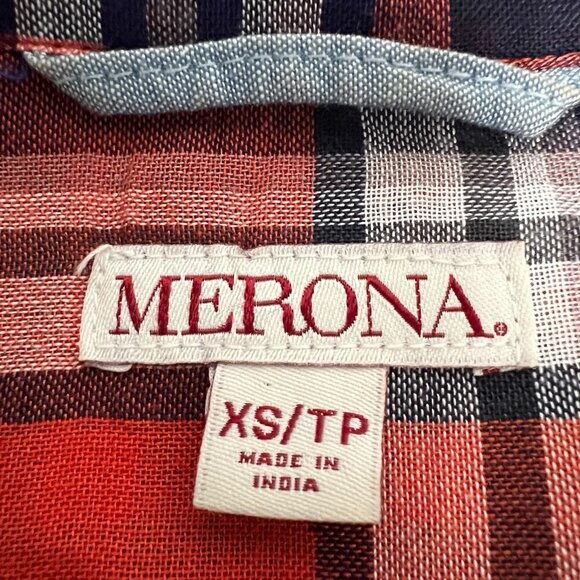 MERONA.
XS/TP
MADE IN
INDIA